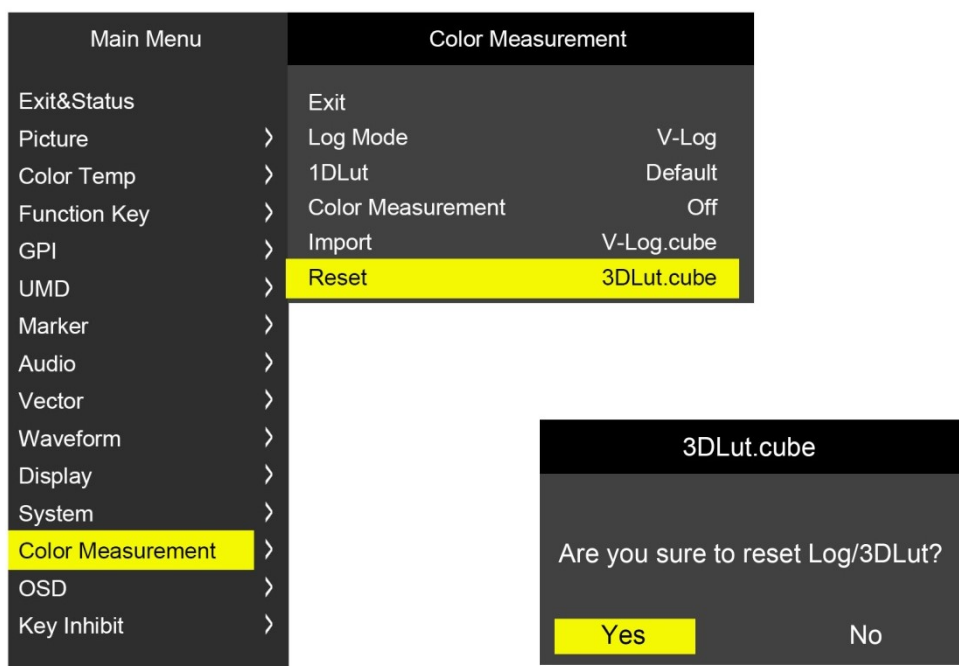 Main Menu
Exit&Status
Picture >
Color Temp >
Function Key >
GPI >
UMD >
Marker >
Audio >
Vector >
Waveform >
Display >
System >
Color Measurement >
OSD >
Key Inhibit >
Color Measurement
Exit
Log Mode V-Log
1DLut Default
Color Measurement Off
Import V-Log.cube
Reset 3DLut.cube
3DLut.cube
Are you sure to reset Log/3DLut?
Yes No